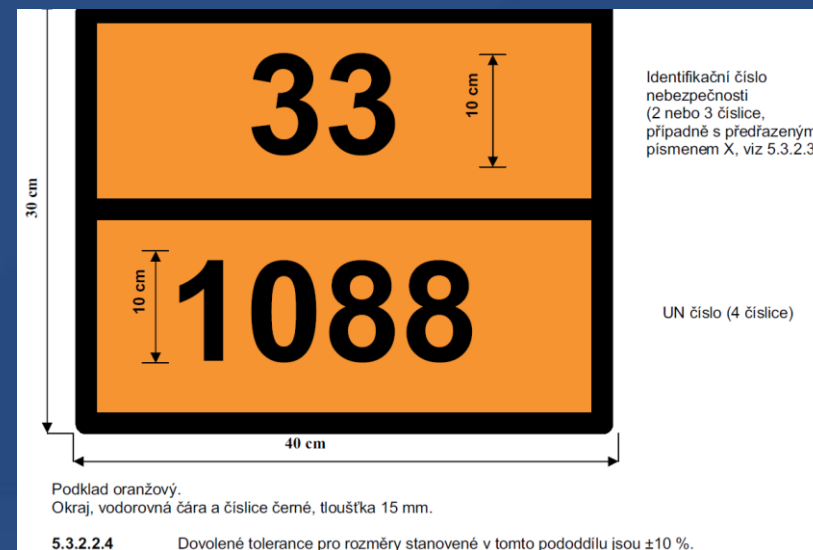 33
10 cm
Identifikační číslo
nebezpečnosti
(2 nebo 3 číslice,
případně s předřazeným
písmenem X, viz 5.3.2.3
30 cm
10 cm
1088
UN číslo (4 číslice)
40 cm
Podklad oranžový.
Okraj, vodorovná čára a číslice černé, tloušťka 15 mm.
5.3.2.2.4 Dovolené tolerance pro rozměry stanovené v tomto pododdílu jsou ±10 %.